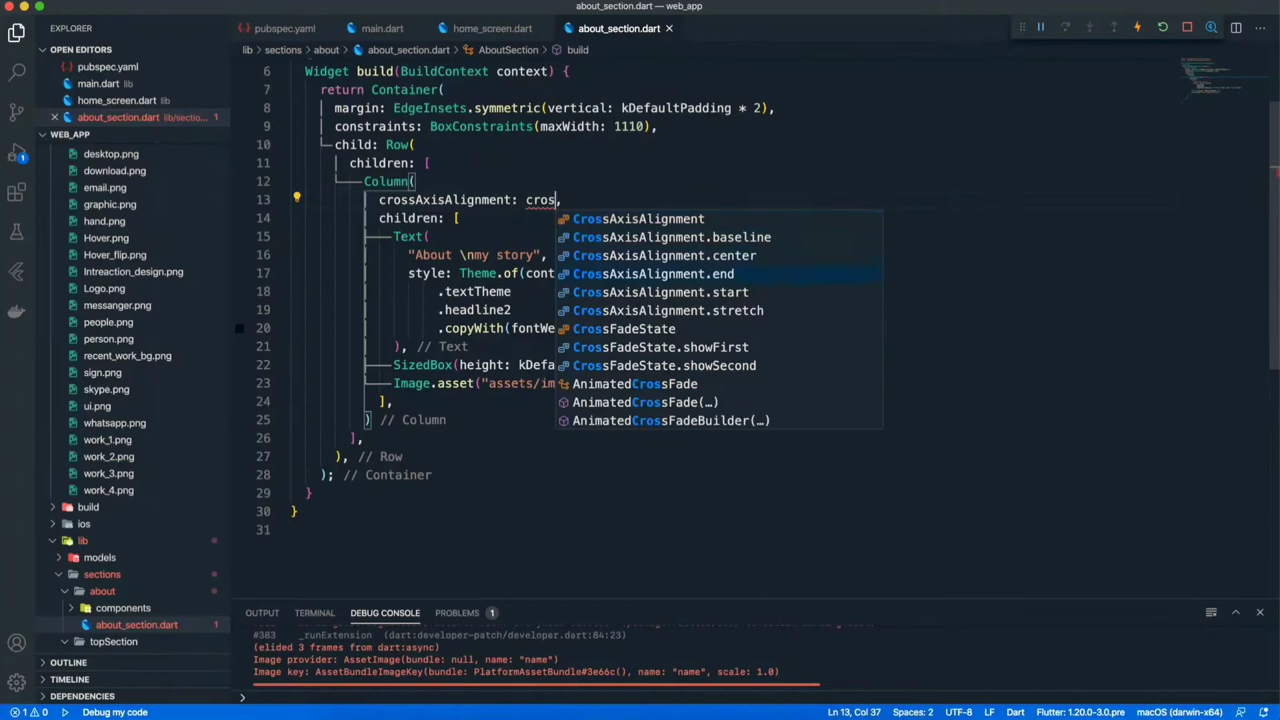 about_section.dart — web_app
EXPLORER
pubspec.yaml
main.dart
home_screen.dart
about_section.dart
OPEN EDITORS
pubspec.yaml
main.dart
home_screen.dart lib
about_section.dart lib/sectio... 1
WEB_APP
desktop.png
download.png
email.png
graphic.png
hand.png
Hover.png
Hover_flip.png
Intreaction_design.png
Logo.png
messanger.png
people.png
person.png
recent_work_bg.png
sign.png
skype.png
ui.png
whatsapp.png
work_1.png
work_2.png
work_3.png
work_4.png
build
ios
lib
models
sections
about
components
about_section.dart 1
topSection
OUTLINE
TIMELINE
DEPENDENCIES
1
lib > sections > about > about_section.dart > AboutSection > build
6 Widget build(BuildContext context) {
7 return Container(
8 margin: EdgeInsets.symmetric(vertical: kDefaultPadding * 2),
9 constraints: BoxConstraints(maxWidth: 1110),
10 child: Row(
11 children: [
12 Column(
13 crossAxisAlignment: cros,
14 children: [
15 Text(
16 "About \nmy story",
17 style: Theme.of(cont
18 .textTheme
19 .headline2
20 .copyWith(fontWe
21 ), // Text
22 SizedBox(height: kDefa
23 Image.asset("assets/im
24 ],
25 ) // Column
26 ],
27 ), // Row
28 ); // Container
29 }
30 }
31
CrossAxisAlignment
CrossAxisAlignment.baseline
CrossAxisAlignment.center
CrossAxisAlignment.end
CrossAxisAlignment.start
CrossAxisAlignment.stretch
CrossFadeState
CrossFadeState.showFirst
CrossFadeState.showSecond
AnimatedCrossFade
AnimatedCrossFade(…)
AnimatedCrossFadeBuilder(…)
OUTPUT TERMINAL DEBUG CONSOLE PROBLEMS 1
#383 _runExtension (dart:developer-patch/developer.dart:84:23)
(elided 3 frames from dart:async)
Image provider: AssetImage(bundle: null, name: "name")
Image key: AssetBundleImageKey(bundle: PlatformAssetBundle#3e66c(), name: "name", scale: 1.0)
1 0 Debug my code Ln 13, Col 37 Spaces: 2 UTF-8 LF Dart Flutter: 1.20.0-3.0.pre macOS (darwin-x64)